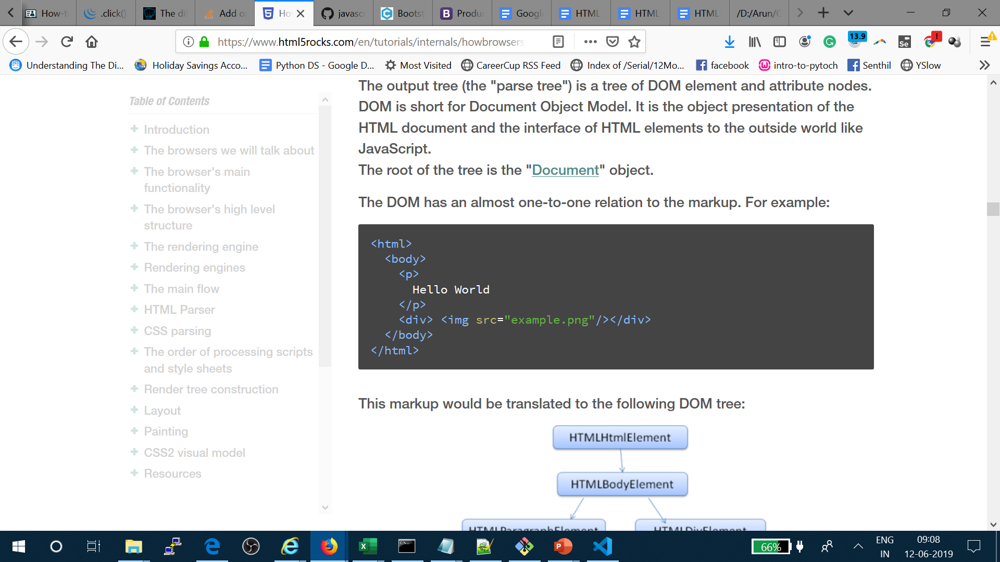 How-t
.click()
The dif
Add o
Ho
javasc
Bootst
Produ
Google
HTML
HTML
HTML
/D:/Arun/
https://www.html5rocks.com/en/tutorials/internals/howbrowsers
13.9
Se
!
Understanding The Di...
Holiday Savings Acco...
Python DS - Google D...
Most Visited
CareerCup RSS Feed
Index of /Serial/12Mo...
facebook
intro-to-pytoch
Senthil
YSlow
Table of Contents
Introduction
The browsers we will talk about
The browser's main
functionality
The browser's high level
structure
The rendering engine
Rendering engines
The main flow
HTML Parser
CSS parsing
The order of processing scripts
and style sheets
Render tree construction
Layout
Painting
CSS2 visual model
Resources
The output tree (the "parse tree") is a tree of DOM element and attribute nodes.
DOM is short for Document Object Model. It is the object presentation of the
HTML document and the interface of HTML elements to the outside world like
JavaScript.
The root of the tree is the "Document" object.
The DOM has an almost one-to-one relation to the markup. For example:
<html>
<body>
<p>
Hello World
</p>
<div> <img src="example.png"/></div>
</body>
</html>
This markup would be translated to the following DOM tree:
HTMLHtmlElement
HTMLBodyElement
HTMLParagraphElement
HTMLDivElement
66%
ENG
IN
09:08
12-06-2019